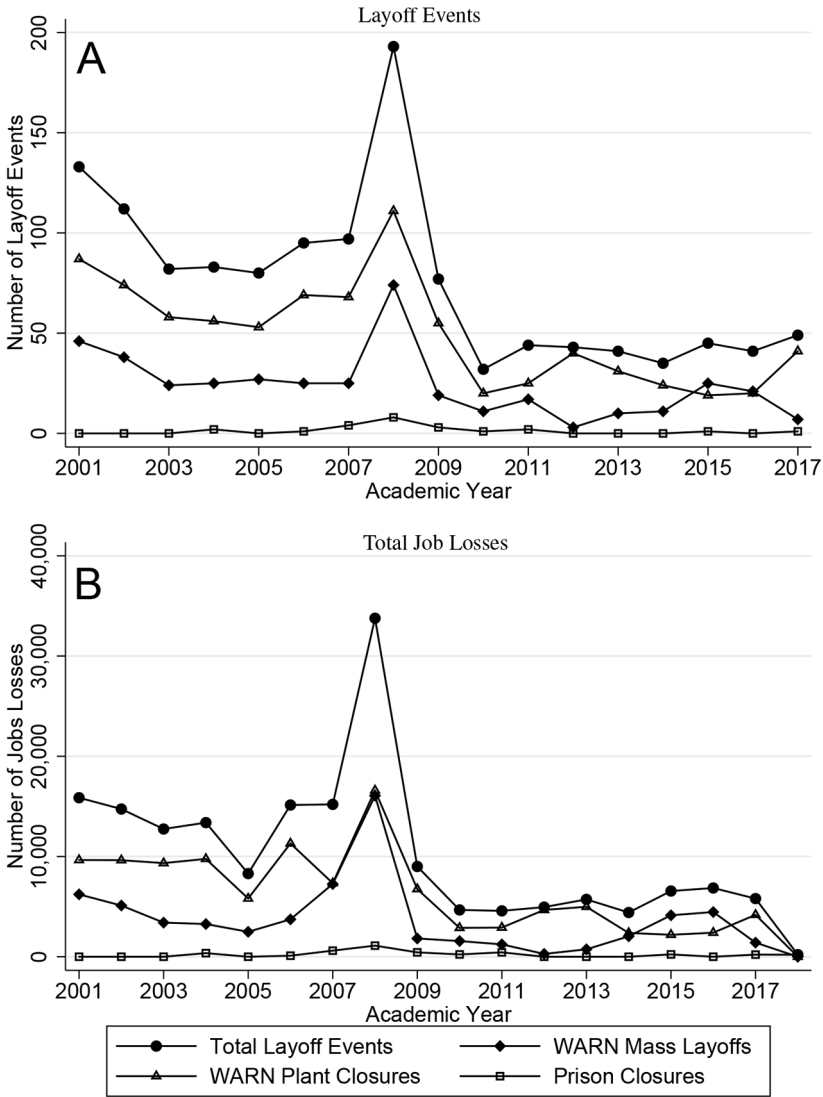 Layoff Events
A
Number of Layoff Events
200
150
100
50
0
2001 2003 2005 2007 2009 2011 2013 2015 2017
Academic Year
Total Job Losses
B
Number of Jobs Losses
40,000
30,000
20,000
10,000
0
2001 2003 2005 2007 2009 2011 2013 2015 2017
Academic Year
Total Layoff Events WARN Mass Layoffs
WARN Plant Closures Prison Closures